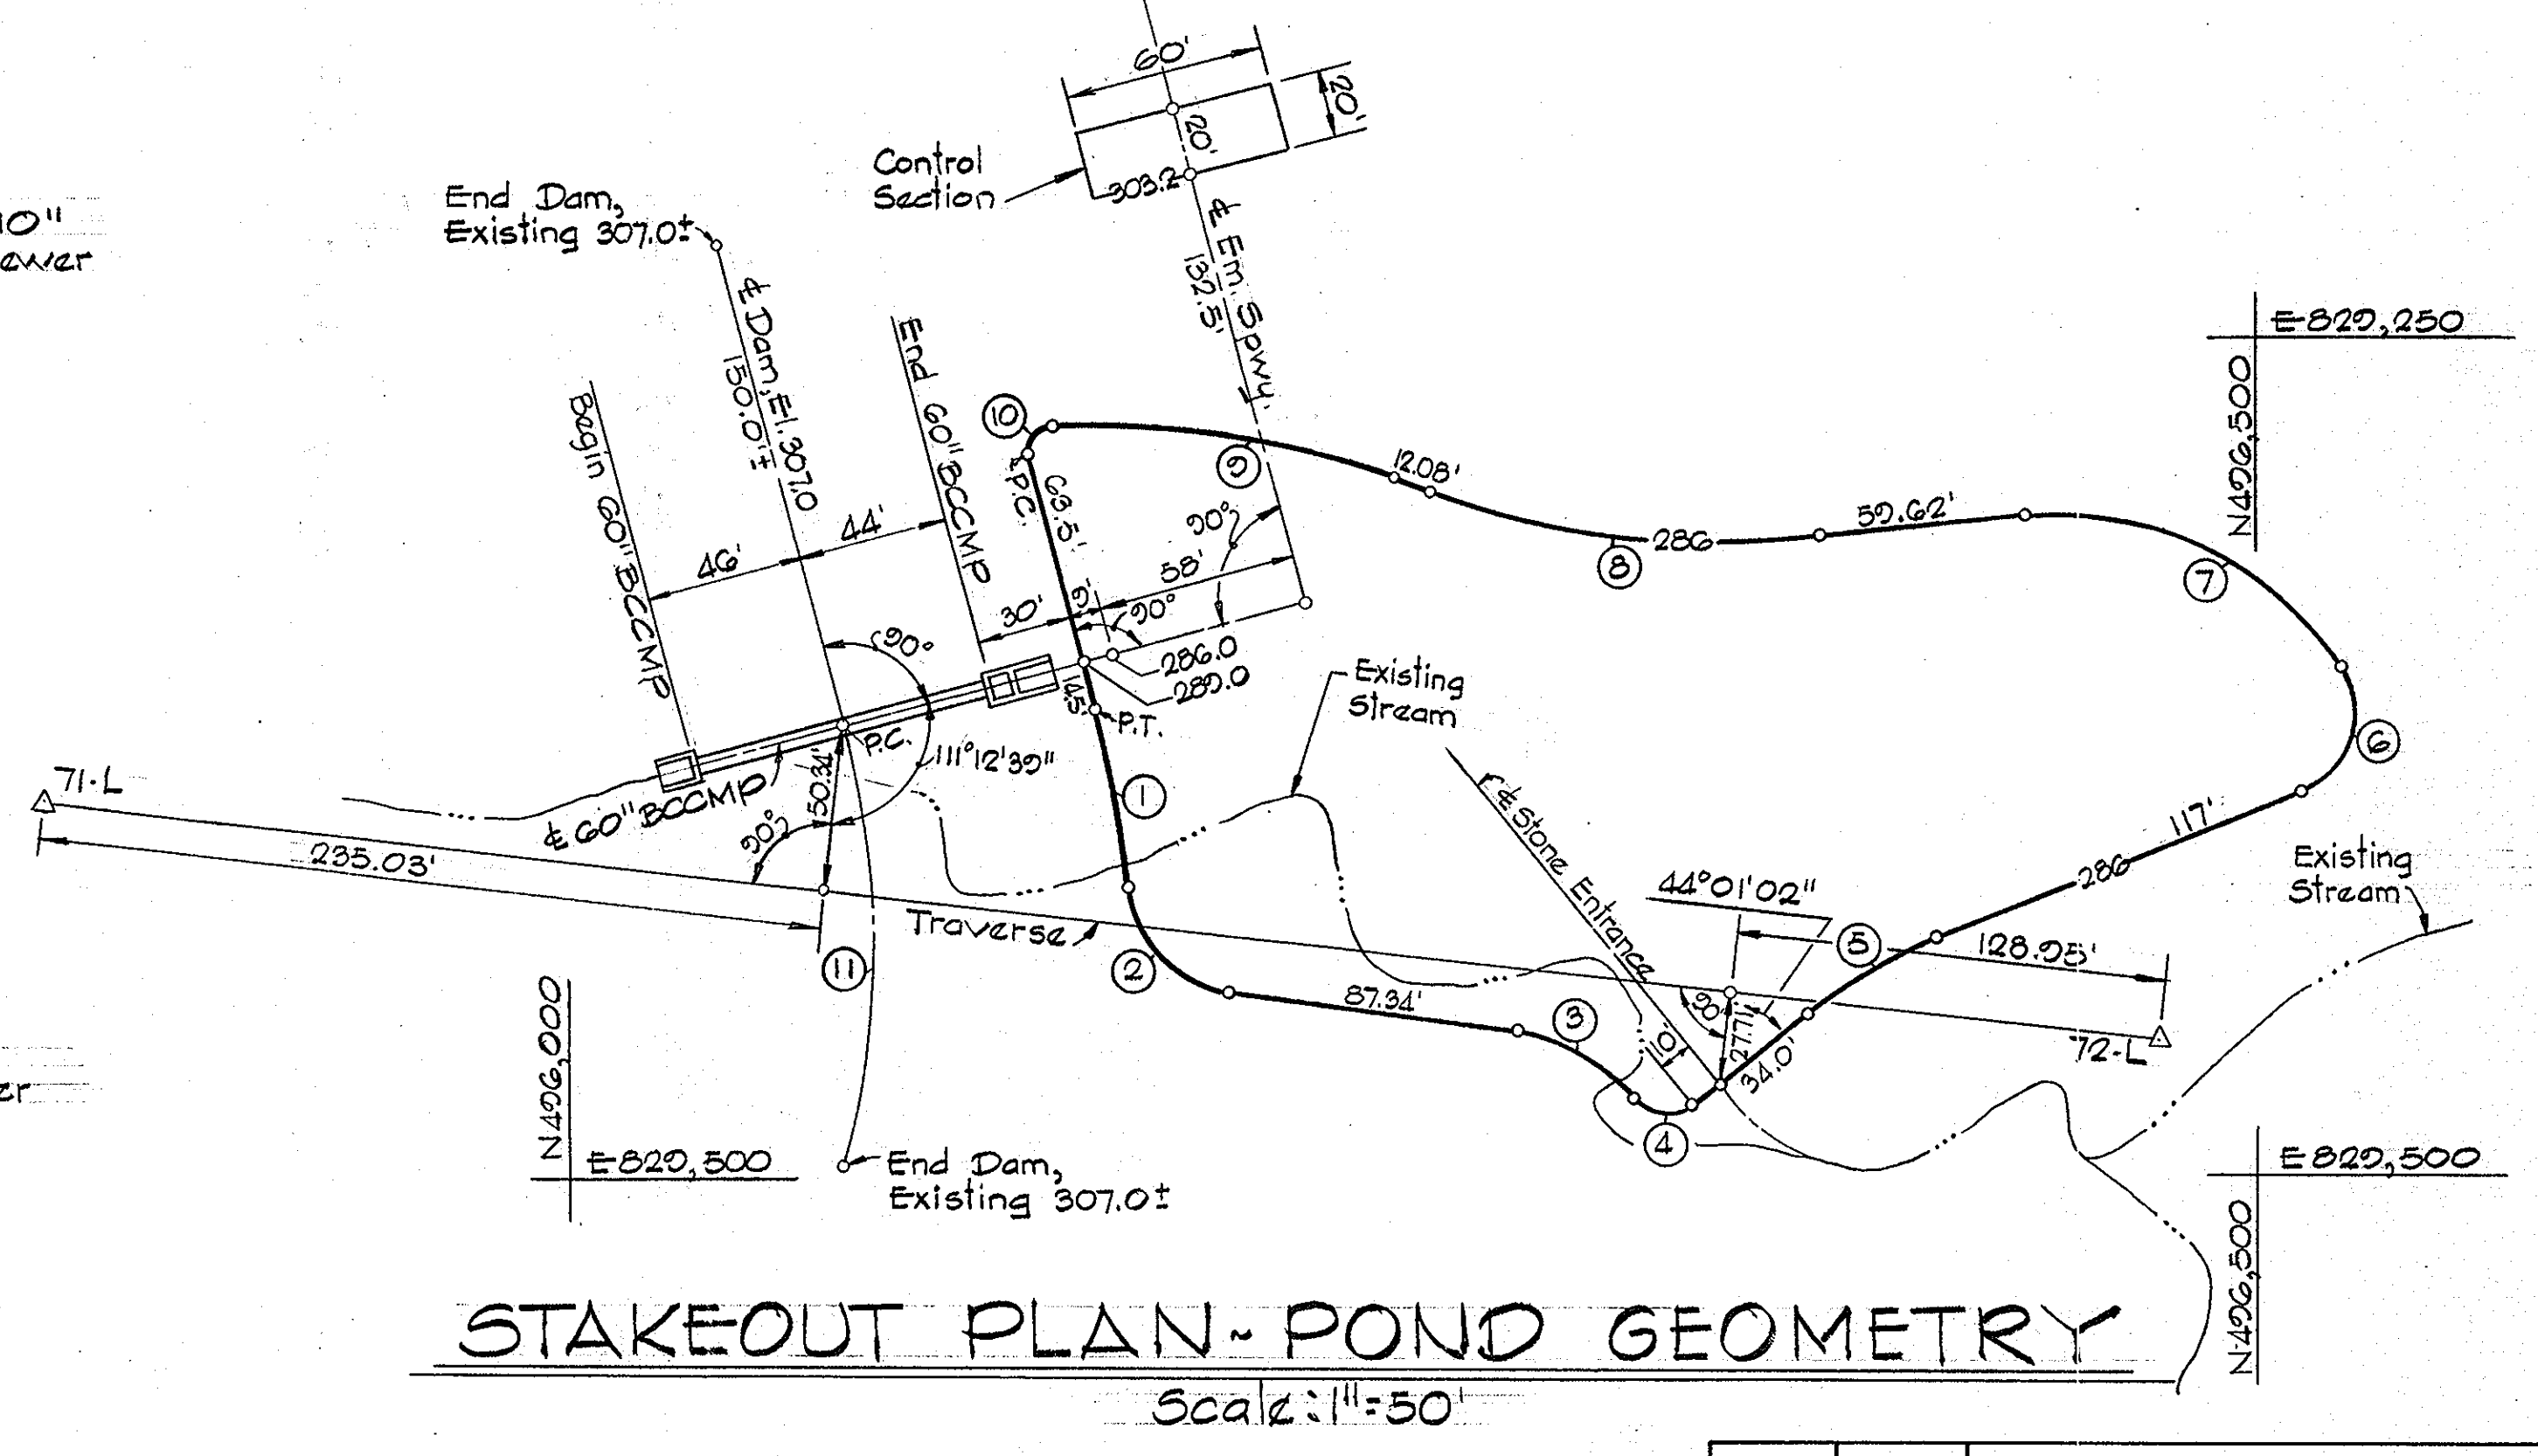 10"
ewer
er
60'
20'
20'
Control
Section
303.2
℄ Em. Spwy.
132.5'
End Dam,
Existing 307.0±
℄ Dam, El. 307.0
150.0'±
Begin 60" BCCMP
End 60" BCCMP
46'
44'
10
P.C.
63.5'
9
12.08'
286
8
59.62'
7
E 829,250
N 496,500
90°
58'
30'
9'
90°
286.0
289.0
14.5'
P.T.
90°
P.C.
111°12'39"
50.34'
90°
℄ 60" BCCMP
71-L
235.03'
Traverse
1
Existing
Stream
℄ Stone Entrance
6
117'
286
Existing
Stream
44°01'02"
5
128.95'
11
2
87.34'
3
10'
90°
27.71'
34.0'
72-L
4
N 496,000
E 829,500
End Dam,
Existing 307.0±
E 829,500
N 496,500
STAKEOUT PLAN ~ POND GEOMETRY
Scale: 1"=50'